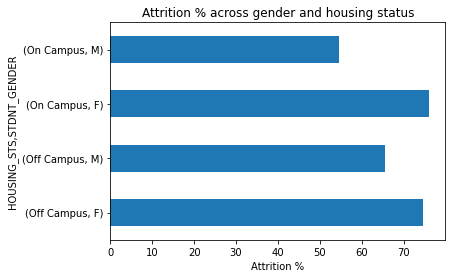 Attrition % across gender and housing status
HOUSING_STS,STDNT_GENDER
(On Campus, M)
(On Campus, F)
(Off Campus, M)
(Off Campus, F)
0 10 20 30 40 50 60 70
Attrition %